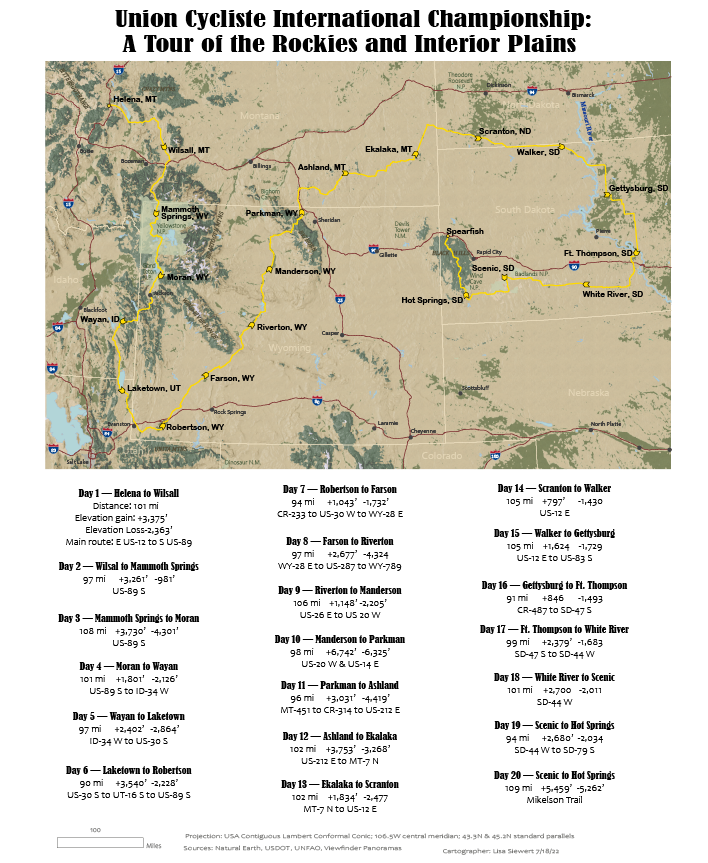 Union Cycliste International Championship:
A Tour of the Rockies and Interior Plains
Helena, MT
Butte
Bozeman
Wilsall, MT
Montana
Billings
Bighorn
Canyon
Theodore
Roosevelt
N.P.
Dickinson
94
Bismarck
North Dakota
Missouri River
Scranton, ND
Walker, SD
Ekalaka, MT
Ashland, MT
Gettysburg, SD
Mammoth
Springs, WY
Yellowstone
N.P.
Parkman, WY
Sheridan
Devils
Tower
N.M.
South Dakota
Spearfish
Pierre
Rapid City
Ft. Thompson, SD
Scenic, SD
Badlands N.P.
90
Wind
Cave
N.P.
White River, SD
Hot Springs, SD
Gillette
Manderson, WY
Grand
Teton
Moran, WY
Jackson
Idaho
Blackfoot
Wayan, ID
Riverton, WY
Casper
Wyoming
Laketown, UT
Farson, WY
Rock Springs
Robertson, WY
Evanston
Salt Lake
Dinosaur N.M.
Laramie
Cheyenne
Colorado
Scottsbluff
Nebraska
North Platte
Day 1 — Helena to Wilsall
Distance: 101 mi
Elevation gain: +3,375'
Elevation Loss-2,363'
Main route: E US-12 to S US-89
Day 2 — Wilsal to Mammoth Springs
97 mi +3,261' -981'
US-89 S
Day 3 — Mammoth Springs to Moran
108 mi +3,730' -4,301'
US-89 S
Day 4 — Moran to Wayan
101 mi +1,801' -2,126'
US-89 S to ID-34 W
Day 5 — Wayan to Laketown
97 mi +2,402' -2,864'
ID-34 W to US-30 S
Day 6 — Laketown to Robertson
90 mi +3,540' -2,228'
US-30 S to UT-16 S to US-89 S
Day 7 — Robertson to Farson
94 mi +1,043' -1,732'
CR-233 to US-30 W to WY-28 E
Day 8 — Farson to Riverton
97 mi +2,677' -4,324
WY-28 E to US-287 to WY-789
Day 9 — Riverton to Manderson
106 mi +1,148' -2,205'
US-26 E to US 20 W
Day 10 — Manderson to Parkman
98 mi +6,742' -6,325'
US-20 W & US-14 E
Day 11 — Parkman to Ashland
96 mi +3,031' -4,419'
MT-451 to CR-314 to US-212 E
Day 12 — Ashland to Ekalaka
102 mi +3,753' -3,268'
US-212 E to MT-7 N
Day 13 — Ekalaka to Scranton
102 mi +1,834' -2,477
MT-7 N to US-12 E
Day 14 — Scranton to Walker
105 mi +797' -1,430
US-12 E
Day 15 — Walker to Gettysburg
105 mi +1,624 -1,729
US-12 E to US-83 S
Day 16 — Gettysburg to Ft. Thompson
91 mi +846 -1,493
CR-487 to SD-47 S
Day 17 — Ft. Thompson to White River
99 mi +2,379' -1,683
SD-47 S to SD-44 W
Day 18 — White River to Scenic
101 mi +2,700 -2,011
SD-44 W
Day 19 — Scenic to Hot Springs
94 mi +2,680' -2,034
SD-44 W to SD-79 S
Day 20 — Scenic to Hot Springs
109 mi +5,459' -5,262'
Mikelson Trail
100
Miles
Projection: USA Contiguous Lambert Conformal Conic; 106.5W central meridian; 43.3N & 45.2N standard parallels
Sources: Natural Earth, USDOT, UNFAO, Viewfinder Panoramas
Cartographer: Lisa Siewert 7/18/22